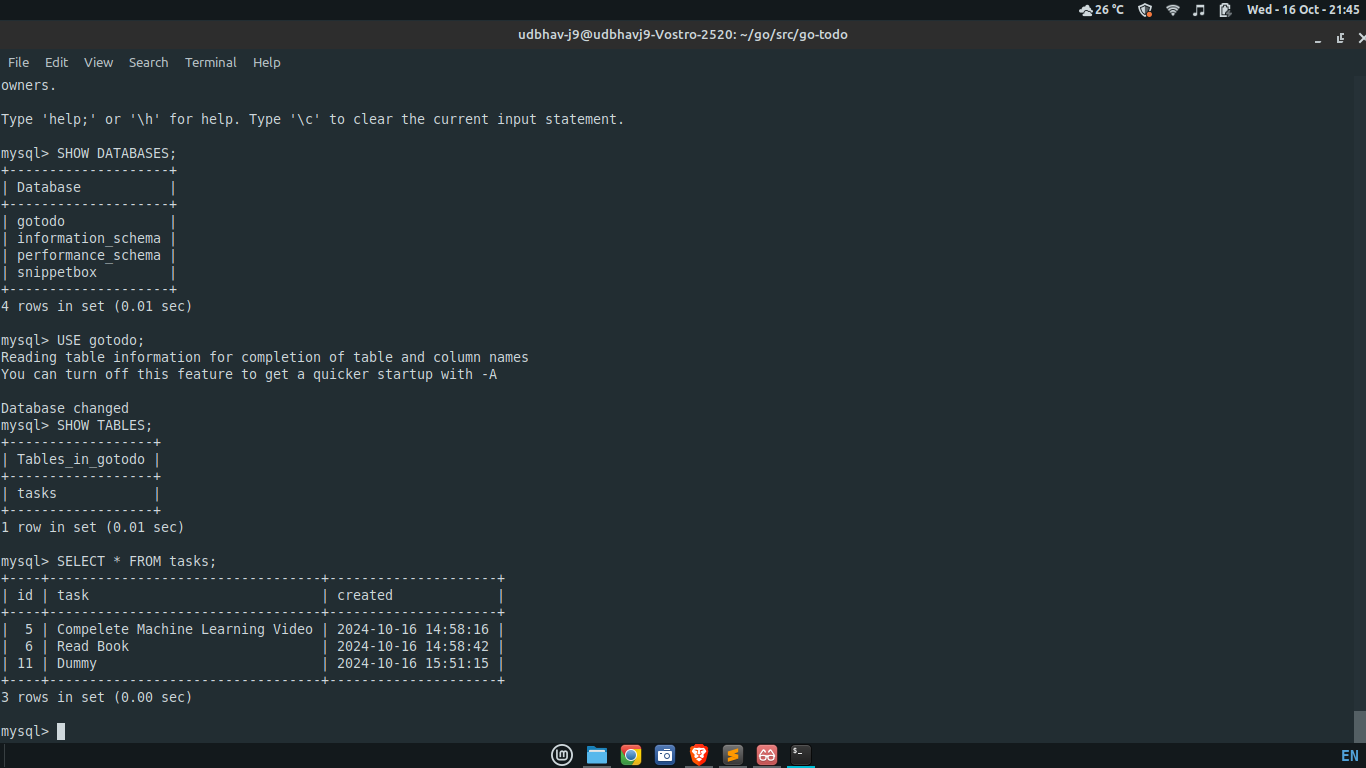 26 °C Wed - 16 Oct - 21:45
udbhav-j9@udbhavj9-Vostro-2520: ~/go/src/go-todo
File Edit View Search Terminal Help
owners.
Type 'help;' or '\h' for help. Type '\c' to clear the current input statement.
mysql> SHOW DATABASES;
+--------------------+
| Database           |
+--------------------+
| gotodo             |
| information_schema |
| performance_schema |
| snippetbox         |
+--------------------+
4 rows in set (0.01 sec)
mysql> USE gotodo;
Reading table information for completion of table and column names
You can turn off this feature to get a quicker startup with -A
Database changed
mysql> SHOW TABLES;
+------------------+
| Tables_in_gotodo |
+------------------+
| tasks            |
+------------------+
1 row in set (0.01 sec)
mysql> SELECT * FROM tasks;
+----+----------------------------------+---------------------+
| id | task                             | created             |
+----+----------------------------------+---------------------+
|  5 | Compelete Machine Learning Video | 2024-10-16 14:58:16 |
|  6 | Read Book                        | 2024-10-16 14:58:42 |
| 11 | Dummy                            | 2024-10-16 15:51:15 |
+----+----------------------------------+---------------------+
3 rows in set (0.00 sec)
mysql>
EN